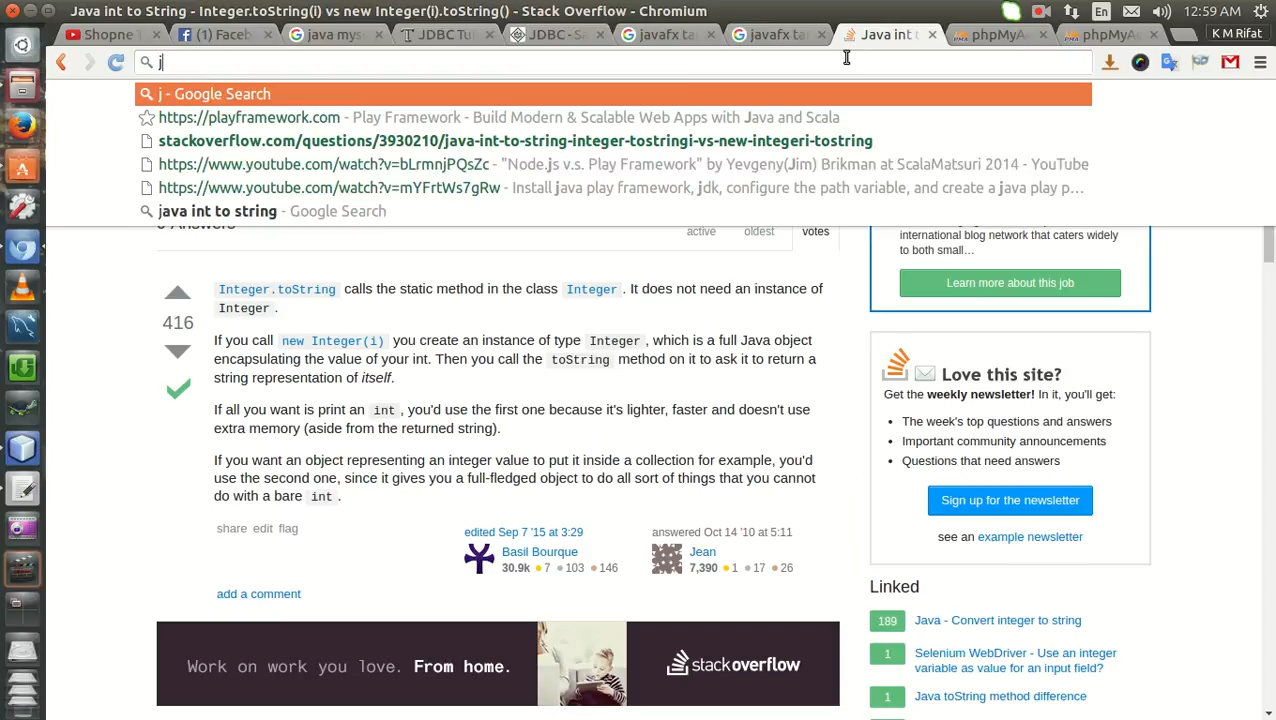 Java int to String - Integer.toString(i) vs new Integer(i).toString() - Stack Overflow - Chromium
En
12:59 AM
Shopne
(1) Faceb
java mys
JDBC Tu
JDBC - Sa
javafx ta
javafx ta
Java int t
phpMyA
phpMyA
K M Rifat
j
j - Google Search
https://playframework.com - Play Framework - Build Modern & Scalable Web Apps with Java and Scala
stackoverflow.com/questions/3930210/java-int-to-string-integer-tostringi-vs-new-integeri-tostring
https://www.youtube.com/watch?v=bLrmnjPOsZc - "Node.js v.s. Play Framework" by Yevgeny(Jim) Brikman at ScalaMatsuri 2014 - YouTube
https://www.youtube.com/watch?v=mYFrtWs7gRw - Install java play framework, jdk, configure the path variable, and create a java play p...
java int to string - Google Search
active oldest votes
Integer.toString calls the static method in the class Integer. It does not need an instance of
Integer.
416
If you call new Integer(i) you create an instance of type Integer, which is a full Java object
encapsulating the value of your int. Then you call the toString method on it to ask it to return a
string representation of itself.
If all you want is print an int, you'd use the first one because it's lighter, faster and doesn't use
extra memory (aside from the returned string).
If you want an object representing an integer value to put it inside a collection for example, you'd
use the second one, since it gives you a full-fledged object to do all sort of things that you cannot
do with a bare int.
share edit flag
edited Sep 7 '15 at 3:29
Basil Bourque
30.9k 7 103 146
answered Oct 14 '10 at 5:11
Jean
7,390 1 17 26
add a comment
Work on work you love. From home.
stackoverflow
international blog network that caters widely
to both small...
Learn more about this job
Love this site?
Get the weekly newsletter! In it, you'll get:
• The week's top questions and answers
• Important community announcements
• Questions that need answers
Sign up for the newsletter
see an example newsletter
Linked
189 Java - Convert integer to string
1 Selenium WebDriver - Use an integer
variable as value for an input field?
1 Java toString method difference